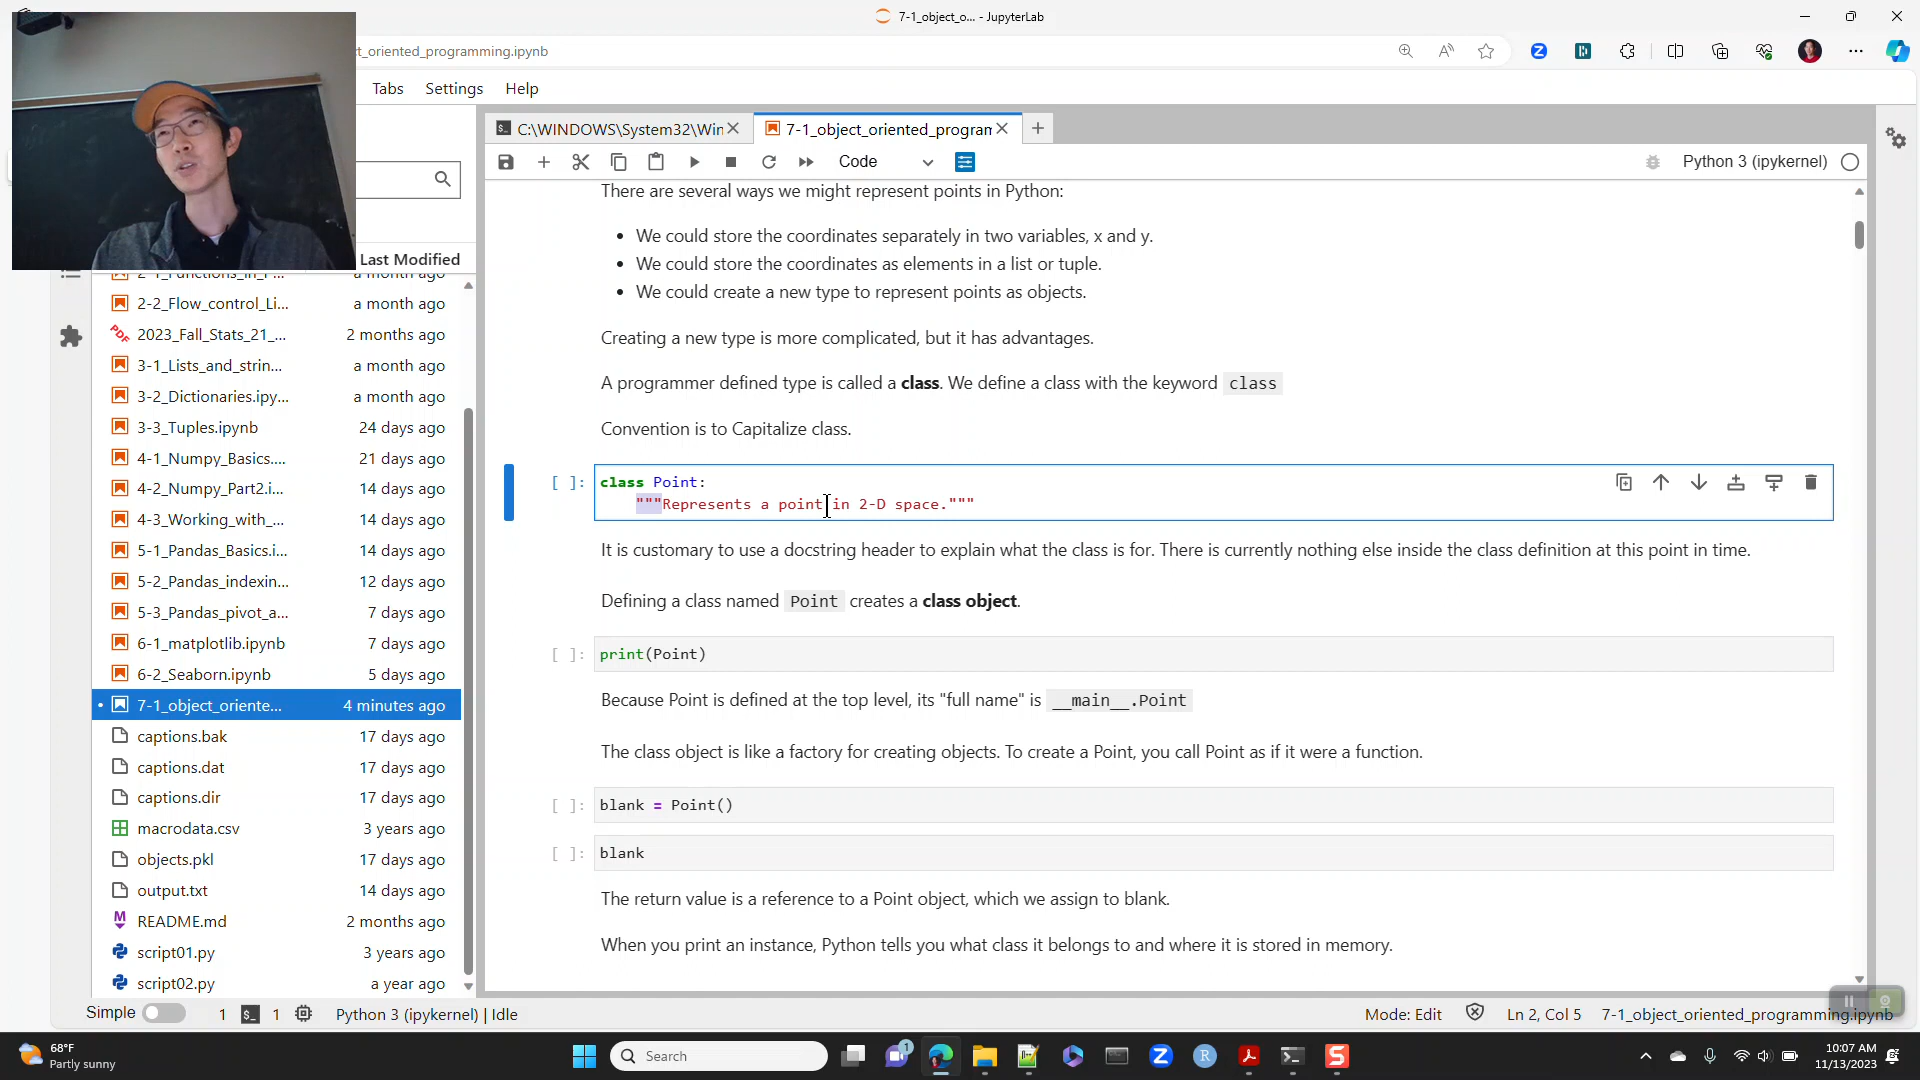 7-1_object_o... - JupyterLab
ct_oriented_programming.ipynb
Tabs Settings Help
C:\WINDOWS\System32\Win
7-1_object_oriented_program
Code
Python 3 (ipykernel)
There are several ways we might represent points in Python:
• We could store the coordinates separately in two variables, x and y.
• We could store the coordinates as elements in a list or tuple.
• We could create a new type to represent points as objects.
Creating a new type is more complicated, but it has advantages.
A programmer defined type is called a class. We define a class with the keyword class
Convention is to Capitalize class.
[ ]: class Point:
"""Represents a point in 2-D space."""
It is customary to use a docstring header to explain what the class is for. There is currently nothing else inside the class definition at this point in time.
Defining a class named Point creates a class object.
[ ]: print(Point)
Because Point is defined at the top level, its "full name" is __main__.Point
The class object is like a factory for creating objects. To create a Point, you call Point as if it were a function.
[ ]: blank = Point()
[ ]: blank
The return value is a reference to a Point object, which we assign to blank.
When you print an instance, Python tells you what class it belongs to and where it is stored in memory.
Last Modified
a month ago
2-2_Flow_control_Li... a month ago
2023_Fall_Stats_21_... 2 months ago
3-1_Lists_and_strin... a month ago
3-2_Dictionaries.ipy... a month ago
3-3_Tuples.ipynb 24 days ago
4-1_Numpy_Basics.... 21 days ago
4-2_Numpy_Part2.i... 14 days ago
4-3_Working_with_... 14 days ago
5-1_Pandas_Basics.i... 14 days ago
5-2_Pandas_indexin... 12 days ago
5-3_Pandas_pivot_a... 7 days ago
6-1_matplotlib.ipynb 7 days ago
6-2_Seaborn.ipynb 5 days ago
• 7-1_object_oriente... 4 minutes ago
captions.bak 17 days ago
captions.dat 17 days ago
captions.dir 17 days ago
macrodata.csv 3 years ago
objects.pkl 17 days ago
output.txt 14 days ago
README.md 2 months ago
script01.py 3 years ago
script02.py a year ago
Simple 1 1 Python 3 (ipykernel) | Idle
Mode: Edit Ln 2, Col 5 7-1_object_oriented_programming.ipynb
68°F
Partly sunny
Search
1
10:07 AM
11/13/2023